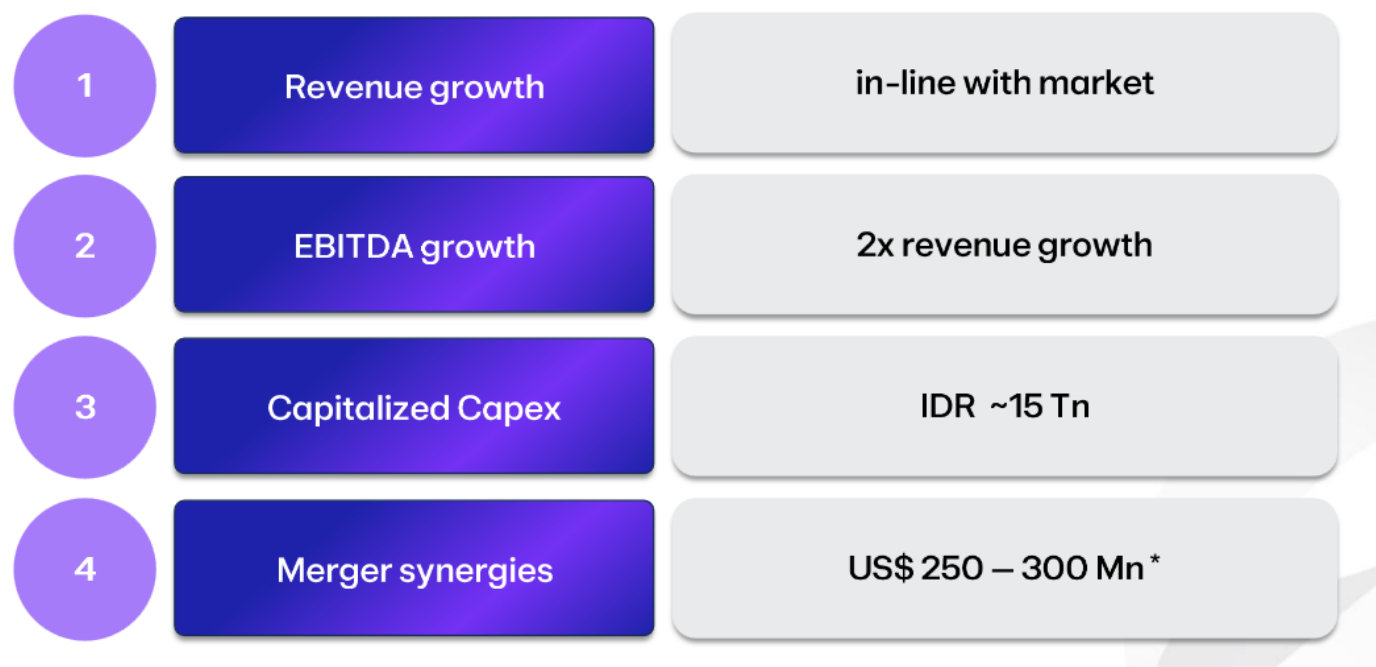 1
Revenue growth
in-line with market
2
EBITDA growth
2x revenue growth
3
Capitalized Capex
IDR ~15 Tn
4
Merger synergies
US$ 250 – 300 Mn*